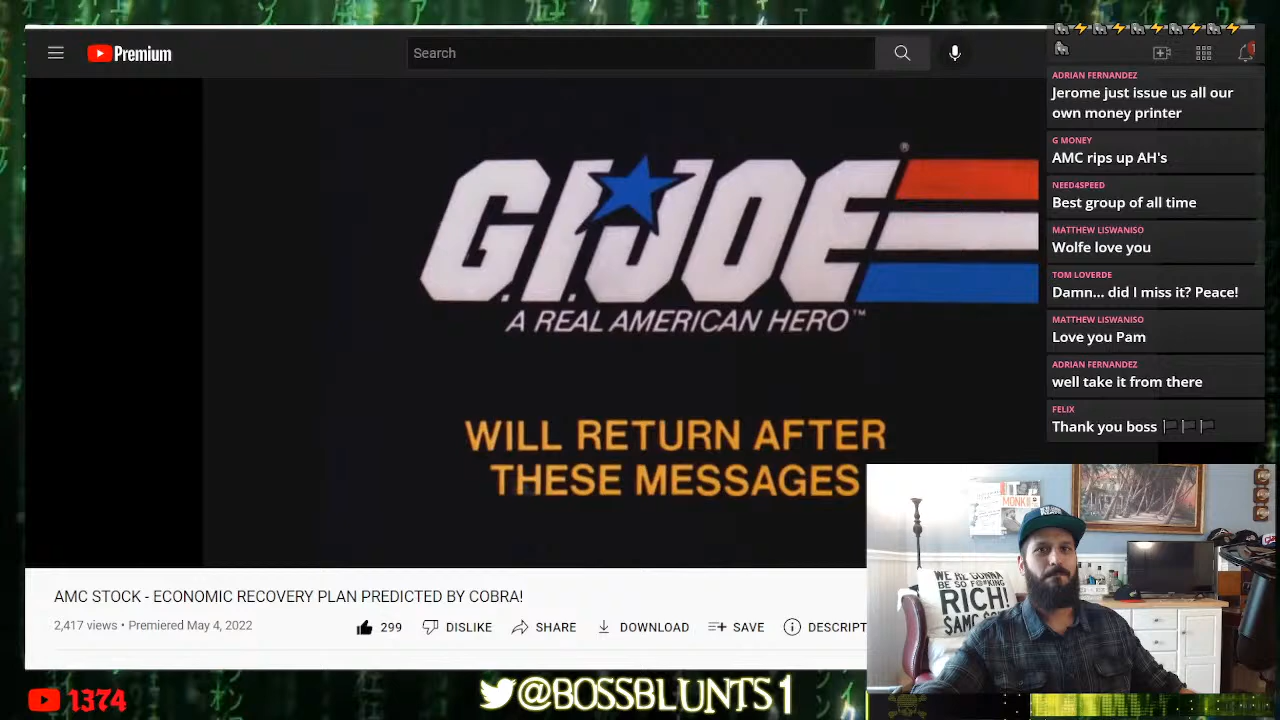 Premium
Search
G.I. JOE
®
A REAL AMERICAN HERO™
WILL RETURN AFTER
THESE MESSAGES
AMC STOCK - ECONOMIC RECOVERY PLAN PREDICTED BY COBRA!
2,417 views • Premiered May 4, 2022
299
DISLIKE
SHARE
DOWNLOAD
SAVE
DESCRIPT
ADRIAN FERNANDEZ
Jerome just issue us all our
own money printer
G MONEY
AMC rips up AH's
NEED4SPEED
Best group of all time
MATTHEW LISWANISO
Wolfe love you
TOM LOVERDE
Damn... did I miss it? Peace!
MATTHEW LISWANISO
Love you Pam
ADRIAN FERNANDEZ
well take it from there
FELIX
Thank you boss
WE'RE GONNA
BE SO F@#KING
RICH!
1374
@BOSSBLUNTS1